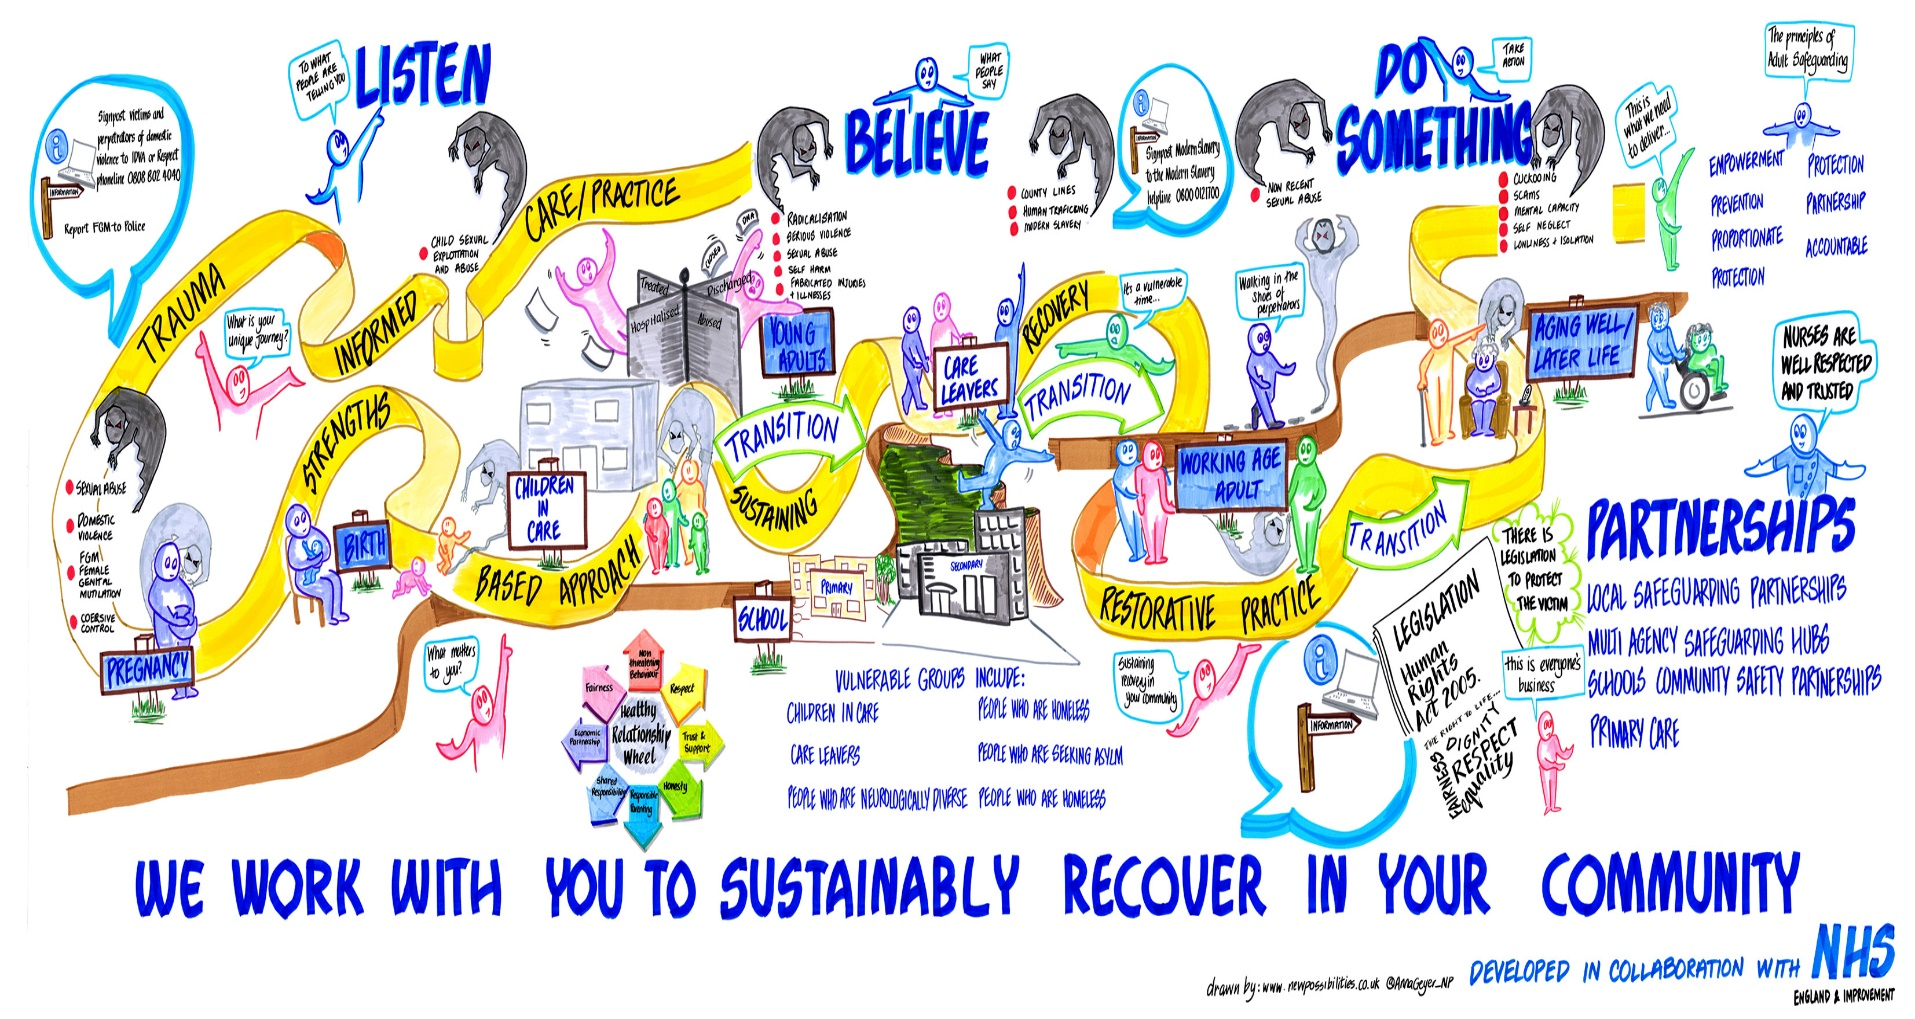 Signpost victims and
perpetrators of domestic
violence to IDVA or Respect
phoneline 0808 802 4040
INFORMATION
Report FGM to Police
TO WHAT
PEOPLE ARE
TELLING YOU
LISTEN
CHILD SEXUAL
EXPLOTTATION
AND ABUSE
TRAUMA
INFORMED
CARE/PRACTICE
What is your
unique journey?
SEXUAL ABUSE
DOMESTIC
VIOLENCE
FGM
FEMALE
GENITAL
MUTILATION
COERSIVE
CONTROL
PREGNANCY
STRENGTHS
BIRTH
BASED APPROACH
CHILDREN
IN
CARE
Treated
Hospitalised
Discharged
Abused
CLOSED
DNA
RADICALISATION
SERIOUS VIOLENCE
SEXUAL ABUSE
SELF HARM
FABRICATED INJURIES
+ ILLNESSES
YOUNG
ADULTS
BELIEVE
WHAT
PEOPLE
SAY
TRANSITION
SUSTAINING
CARE
LEAVERS
SCHOOL
PRIMARY
SECONDARY
COUNTY LINES
HUMAN TRAFICKING
MODERN SLAVERY
INFORMATION
Signpost Modern Slavery
to the Modern Slavery
helpline 0800 0121700
RECOVERY
TRANSITION
It's a vulnerable
time...
NON RECENT
SEXUAL ABUSE
Walking in the
shoes of
perpetrators
WORKING AGE
ADULT
RESTORATIVE PRACTICE
TRANSITION
DO
SOMETHING
TAKE
ACTION
CUCKOOING
SCAMS
MENTAL CAPACITY
SELF NEGLECT
LONLINESS + ISOLATION
This is
what we need
to deliver...
AGING WELL/
LATER LIFE
The principles of
Adult Safeguarding
EMPOWERMENT
PREVENTION
PROPORTIONATE
PROTECTION
PROTECTION
PARTNERSHIP
ACCOUNTABLE
NURSES ARE
WELL RESPECTED
AND TRUSTED
PARTNERSHIPS
LOCAL SAFEGUARDING PARTNERSHIPS
MULTI AGENCY SAFEGUARDING HUBS
SCHOOLS COMMUNITY SAFETY PARTNERSHIPS
PRIMARY CARE
THERE IS
LEGISLATION
TO PROTECT
THE VICTIM
this is everyone's
business
LEGISLATION
Human
Rights
Act 2005.
THE RIGHT TO LIFE...
DIGNITY
FAIRNESS
RESPECT
equality
INFORMATION
Sustaining
recovery in
your community
What matters
to you?
Healthy
Relationship
Wheel
Non
threatening
Behaviour
Respect
Trust &
Support
Honesty
Responsible
Parenting
Shared
Responsibility
Economic
Partnership
Fairness
VULNERABLE GROUPS INCLUDE:
CHILDREN IN CARE
CARE LEAVERS
PEOPLE WHO ARE NEUROLOGICALLY DIVERSE
PEOPLE WHO ARE HOMELESS
PEOPLE WHO ARE SEEKING ASYLM
PEOPLE WHO ARE HOMELESS
WE WORK WITH YOU TO SUSTAINABLY RECOVER IN YOUR COMMUNITY
drawn by: www.newpossibilities.co.uk @AnnaGeyer_NP
DEVELOPED IN COLLABORATION WITH NHS
ENGLAND & IMPROVEMENT